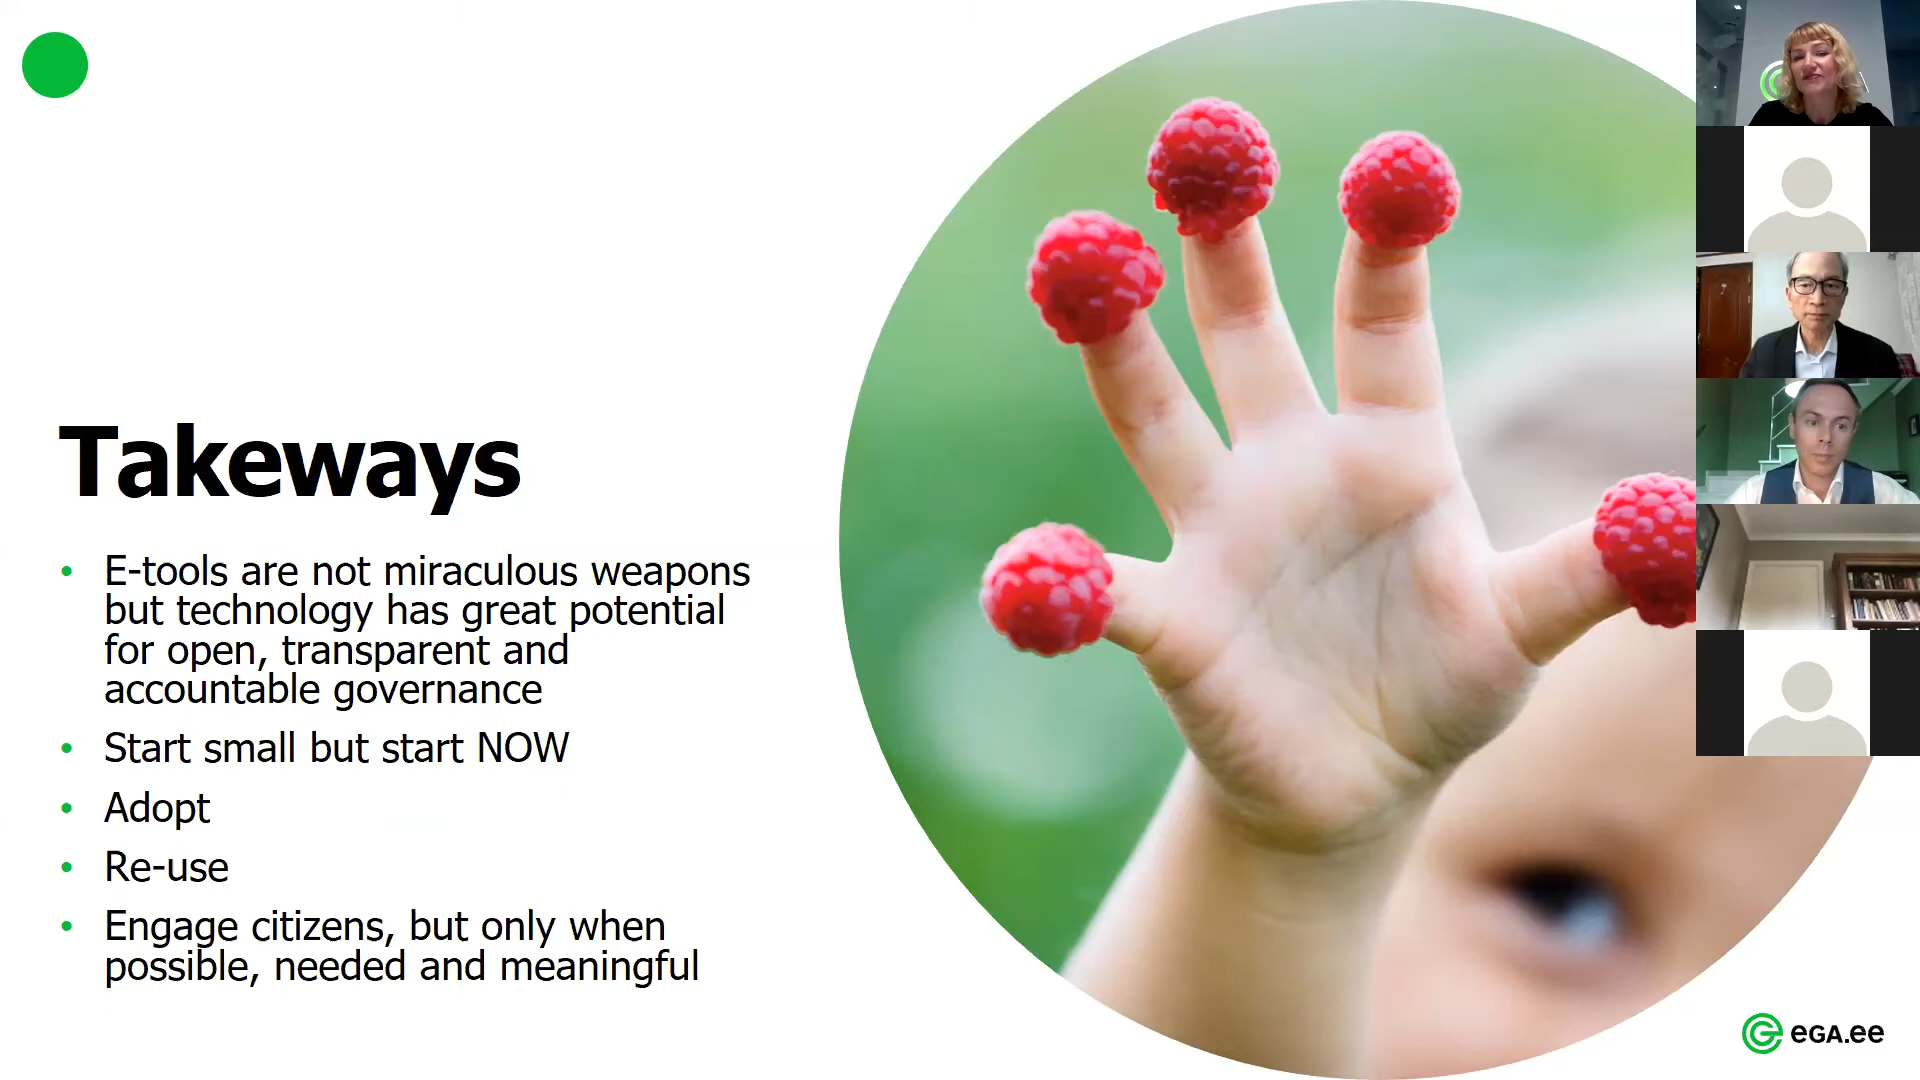 Takeways
• E-tools are not miraculous weapons
but technology has great potential
for open, transparent and
accountable governance
• Start small but start NOW
• Adopt
• Re-use
• Engage citizens, but only when
possible, needed and meaningful
eGA.ee